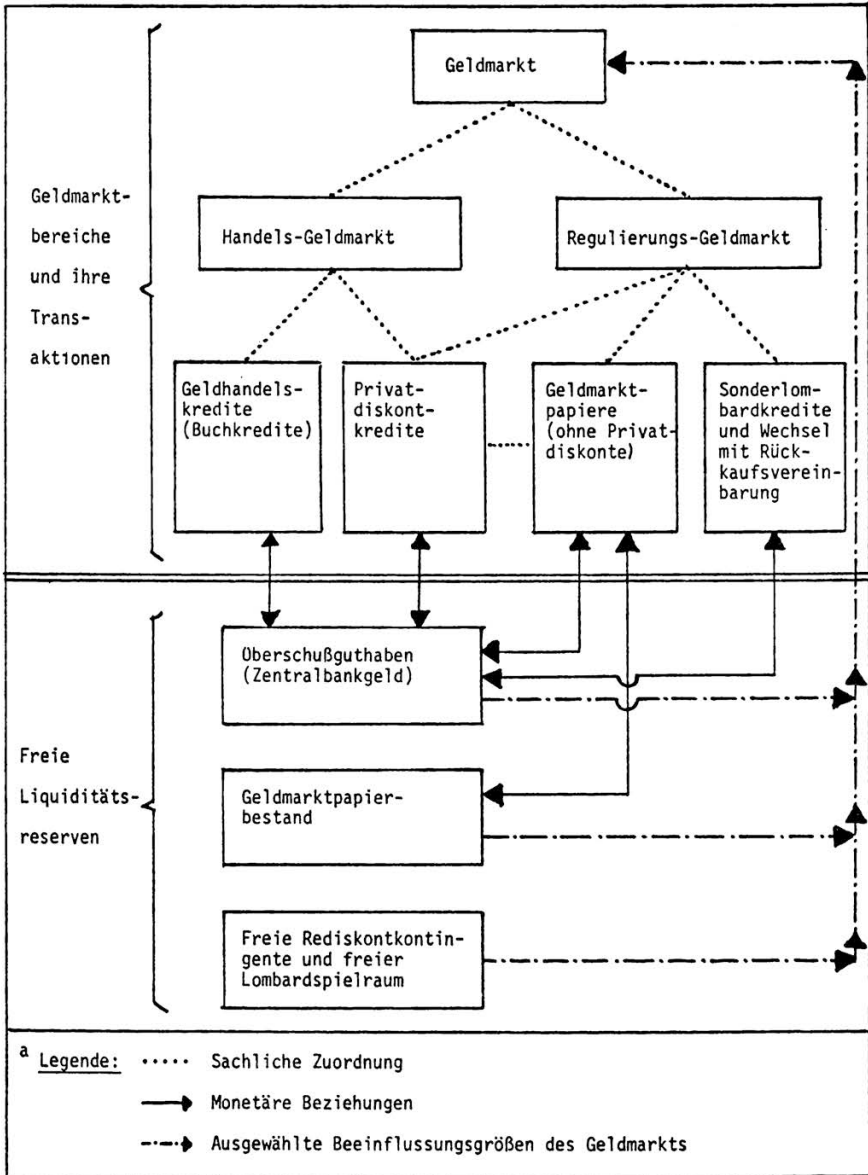 Geldmarkt
Geldmarkt-
bereiche
und ihre
Trans-
aktionen
Handels-Geldmarkt
Regulierungs-Geldmarkt
Geldhandels-
kredite
(Buchkredite)
Privat-
diskont-
kredite
Geldmarkt-
papiere
(ohne Privat-
diskonte)
Sonderlom-
bardkredite
und Wechsel
mit Rück-
kaufsverein-
barung
Freie
Liquiditäts-
reserven
Oberschußguthaben
(Zentralbankgeld)
Geldmarktpapier-
bestand
Freie Rediskontkontin-
gente und freier
Lombardspielraum
a Legende: ..... Sachliche Zuordnung
Monetäre Beziehungen
Ausgewählte Beeinflussungsgrößen des Geldmarkts